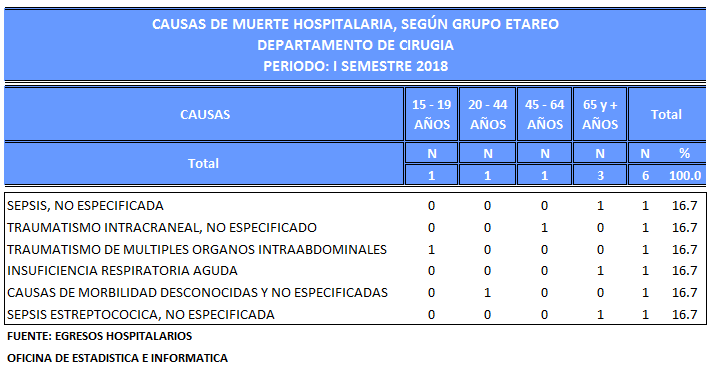 CAUSAS DE MUERTE HOSPITALARIA, SEGÚN GRUPO ETAREO
DEPARTAMENTO DE CIRUGIA
PERIODO: I SEMESTRE 2018
CAUSAS 15 - 19 AÑOS 20 - 44 AÑOS 45 - 64 AÑOS 65 y + AÑOS Total
Total N N N N N %
1 1 1 3 6 100.0
SEPSIS, NO ESPECIFICADA 0 0 0 1 1 16.7
TRAUMATISMO INTRACRANEAL, NO ESPECIFICADO 0 0 1 0 1 16.7
TRAUMATISMO DE MULTIPLES ORGANOS INTRAABDOMINALES 1 0 0 0 1 16.7
INSUFICIENCIA RESPIRATORIA AGUDA 0 0 0 1 1 16.7
CAUSAS DE MORBILIDAD DESCONOCIDAS Y NO ESPECIFICADAS 0 1 0 0 1 16.7
SEPSIS ESTREPTOCOCICA, NO ESPECIFICADA 0 0 0 1 1 16.7
FUENTE: EGRESOS HOSPITALARIOS
OFICINA DE ESTADISTICA E INFORMATICA